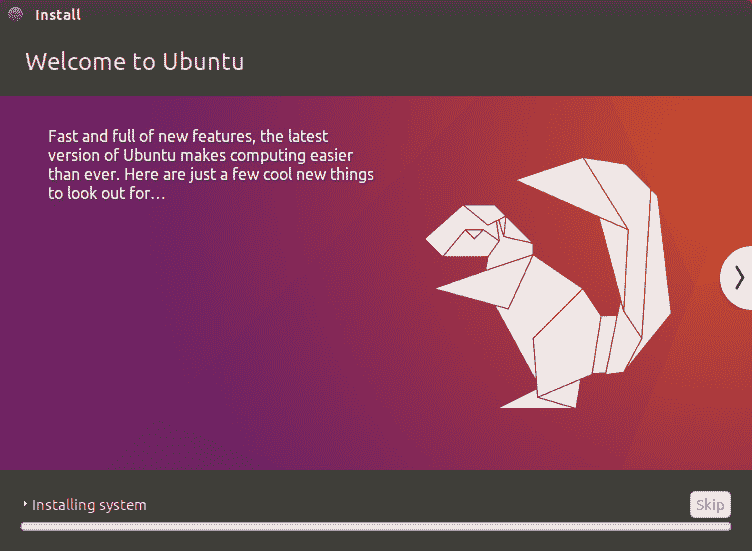 Install
Welcome to Ubuntu
Fast and full of new features, the latest
version of Ubuntu makes computing easier
than ever. Here are just a few cool new things
to look out for…
Installing system
Skip